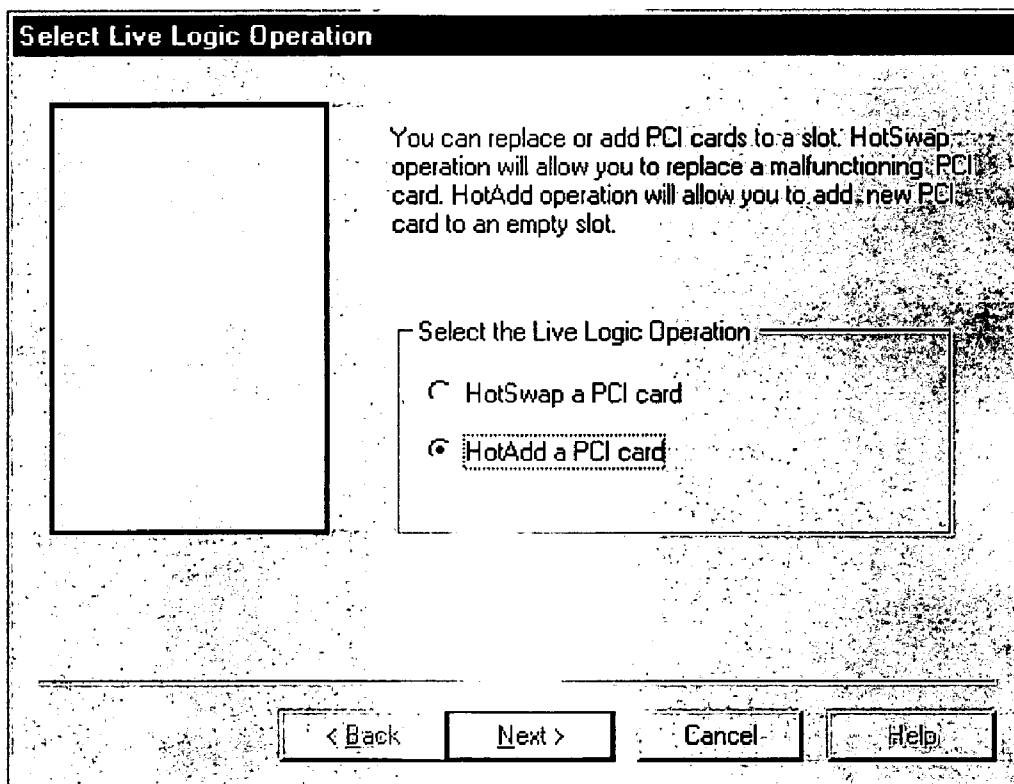 Select Live Logic Operation
You can replace or add PCI cards to a slot. HotSwap
operation will allow you to replace a malfunctioning PCI
card. HotAdd operation will allow you to add new PCI
card to an empty slot.
Select the Live Logic Operation
HotSwap a PCI card
HotAdd a PCI card
< Back
Next >
Cancel
Help